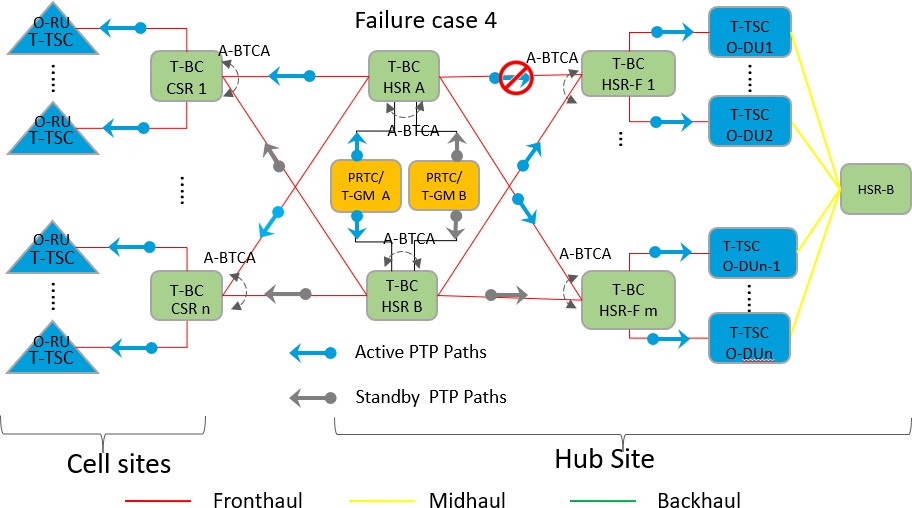 Failure case 4
O-RU
T-TSC
O-RU
T-TSC
O-RU
T-TSC
O-RU
T-TSC
A-BTCA
T-BC
CSR 1
A-BTCA
T-BC
CSR n
T-BC
HSR A
A-BTCA
PRTC/
T-GM A
PRTC/
T-GM B
A-BTCA
T-BC
HSR B
A-BTCA
T-BC
HSR-F 1
A-BTCA
T-BC
HSR-F m
T-TSC
O-DU1
T-TSC
O-DU2
T-TSC
O-DUn-1
T-TSC
O-DUn
HSR-B
Active PTP Paths
Standby PTP Paths
Cell sites
Hub Site
Fronthaul
Midhaul
Backhaul